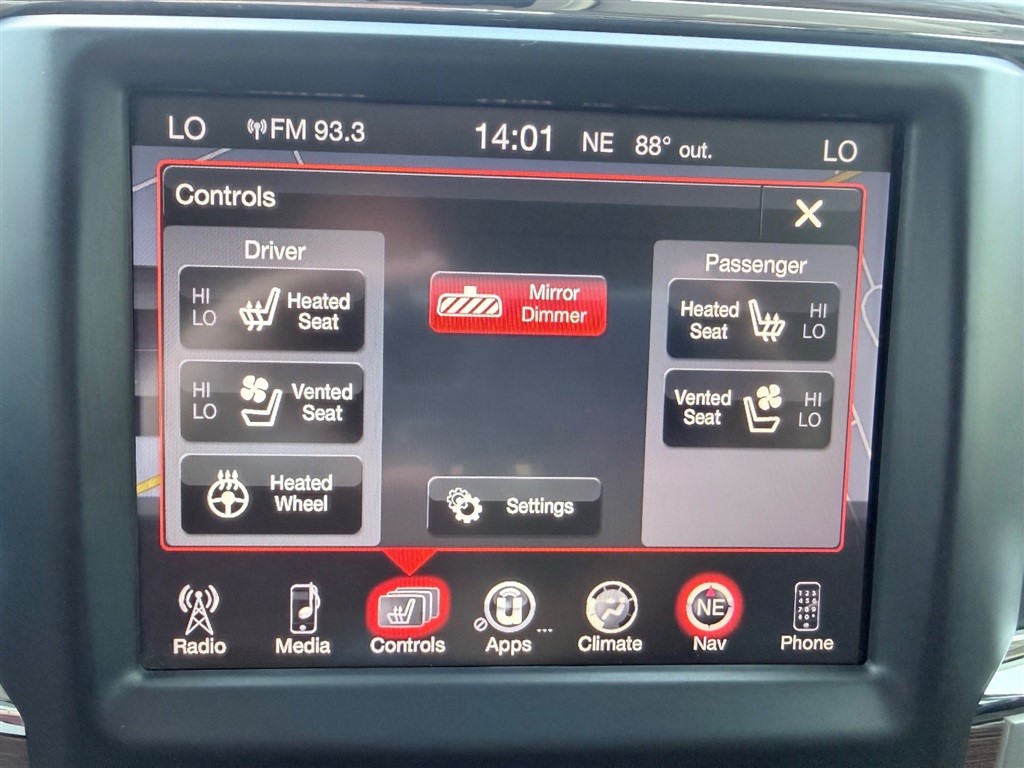 LO FM 93.3 14:01 NE 88° out. LO
Controls X
Driver
HI
LO
Heated
Seat
HI
LO
Vented
Seat
Heated
Wheel
Mirror
Dimmer
Settings
Passenger
Heated
Seat
HI
LO
Vented
Seat
HI
LO
NE
Radio Media Controls Apps Climate Nav Phone